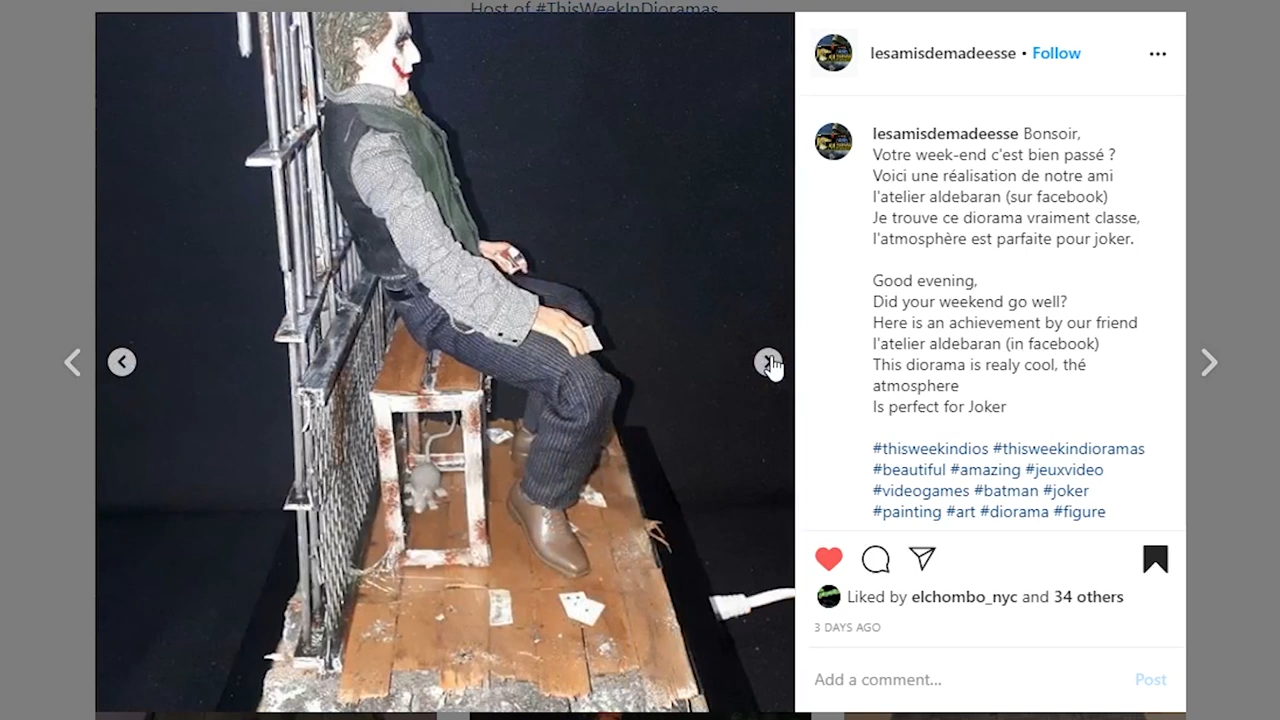 Host of #ThisWeekInDioramas
lesamisdemadeesse • Follow
lesamisdemadeesse Bonsoir,
Votre week-end c'est bien passé ?
Voici une réalisation de notre ami
l'atelier aldebaran (sur facebook)
Je trouve ce diorama vraiment classe,
l'atmosphère est parfaite pour joker.
Good evening,
Did your weekend go well?
Here is an achievement by our friend
l'atelier aldebaran (in facebook)
This diorama is realy cool, thé
atmosphere
Is perfect for Joker
#thisweekindios #thisweekindioramas
#beautiful #amazing #jeuxvideo
#videogames #batman #joker
#painting #art #diorama #figure
Liked by elchombo_nyc and 34 others
3 DAYS AGO
Add a comment... Post